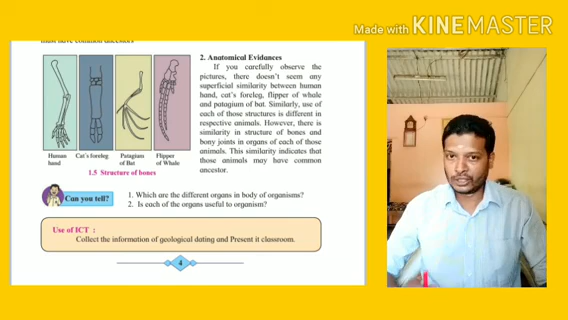 Made with KINEMASTER
must have common ancestors
2. Anatomical Evidances
If you carefully observe the
pictures, there doesn't seem any
superficial similarity between human
hand, cat's foreleg, flipper of whale
and patagium of bat. Similarly, use of
each of those structures is different in
respective animals. However, there is
similarity in structure of bones and
bony joints in organs of each of those
animals. This similarity indicates that
those animals may have common
ancestor.
Human
hand
Cat's foreleg
Patagium
of Bat
Flipper
of Whale
1.5 Structure of bones
Can you tell?
1. Which are the different organs in body of organisms?
2. Is each of the organs useful to organism?
Use of ICT :
Collect the information of geological dating and Present it classroom.
4